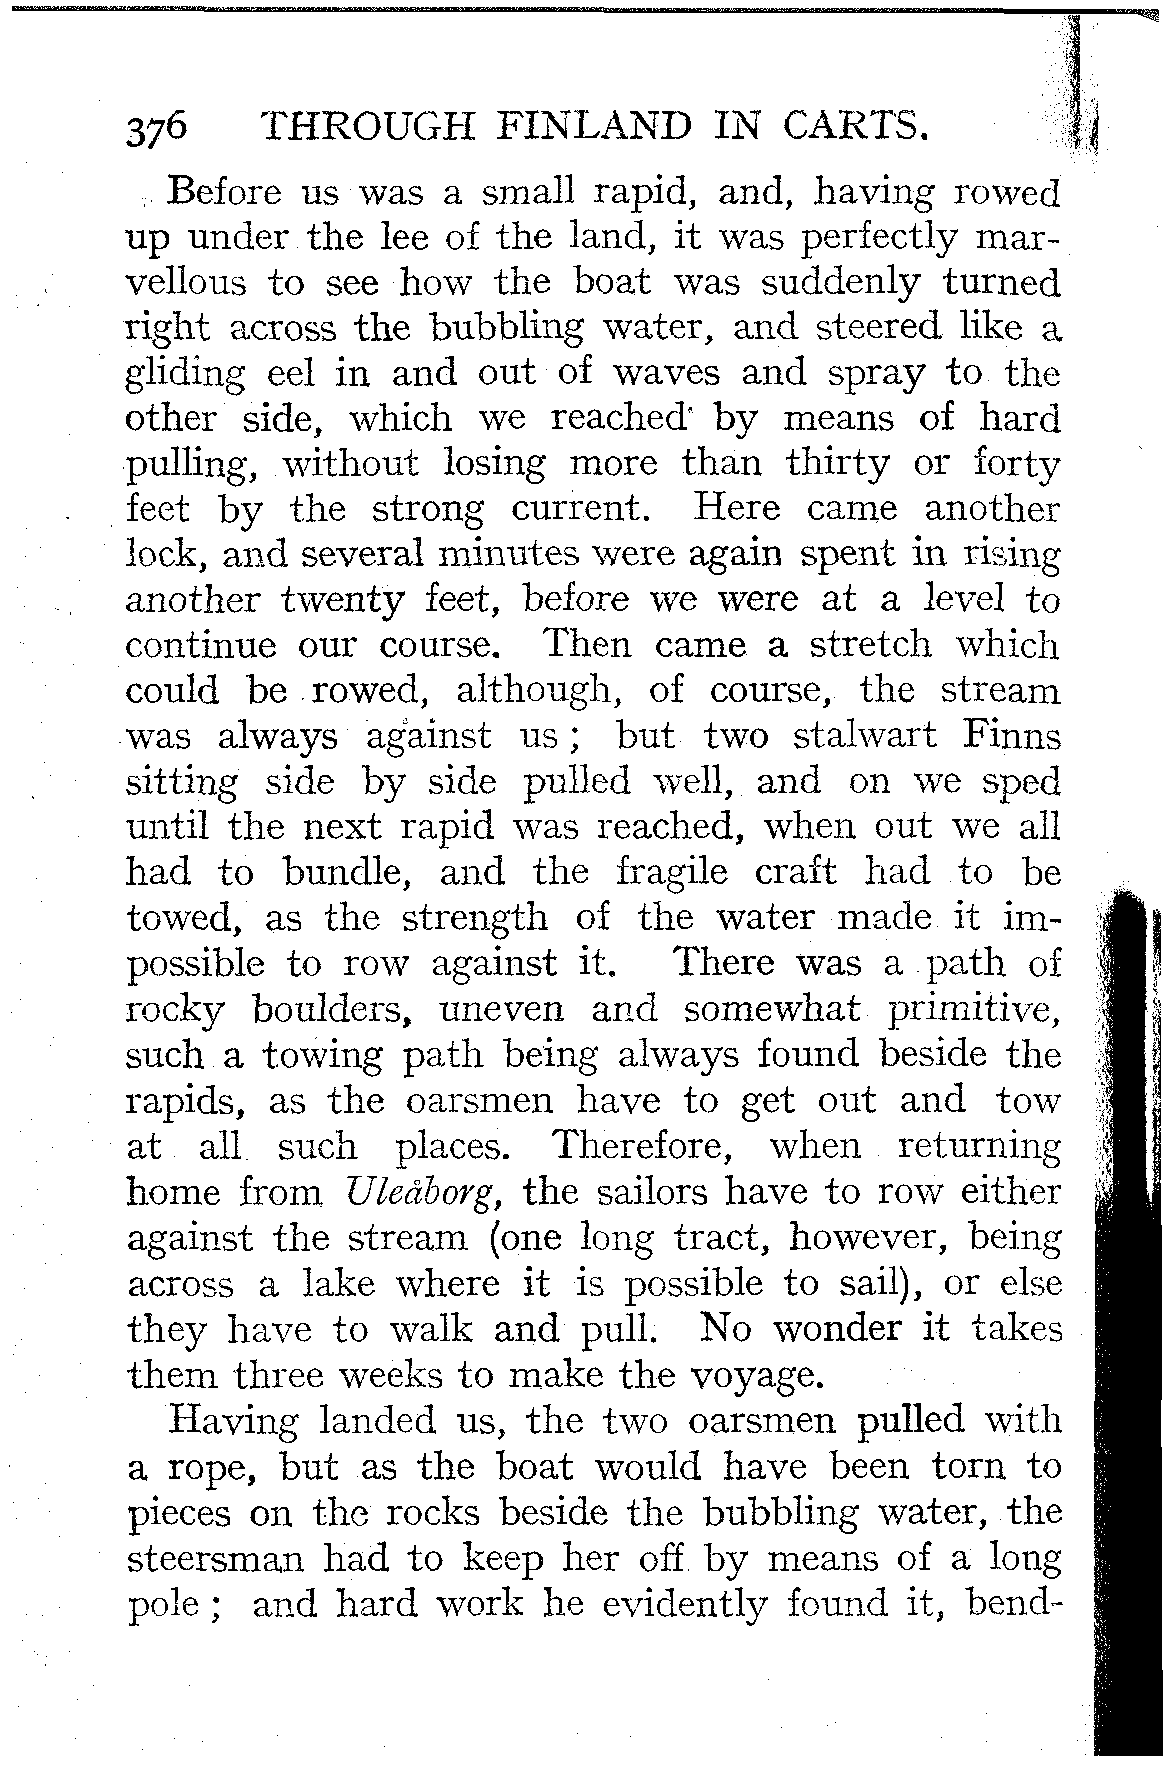 376 THROUGH FINLAND IN CARTS.
Before us was a small rapid, and, having rowed
up under the lee of the land, it was perfectly mar-
vellous to see how the boat was suddenly turned
right across the bubbling water, and steered like a
gliding eel in and out of waves and spray to the
other side, which we reached by means of hard
pulling, without losing more than thirty or forty
feet by the strong current. Here came another
lock, and several minutes were again spent in rising
another twenty feet, before we were at a level to
continue our course. Then came a stretch which
could be rowed, although, of course, the stream
was always against us ; but two stalwart Finns
sitting side by side pulled well, and on we sped
until the next rapid was reached, when out we all
had to bundle, and the fragile craft had to be
towed, as the strength of the water made it im-
possible to row against it. There was a path of
rocky boulders, uneven and somewhat primitive,
such a towing path being always found beside the
rapids, as the oarsmen have to get out and tow
at all such places. Therefore, when returning
home from Uleåborg, the sailors have to row either
against the stream (one long tract, however, being
across a lake where it is possible to sail), or else
they have to walk and pull. No wonder it takes
them three weeks to make the voyage.
Having landed us, the two oarsmen pulled with
a rope, but as the boat would have been torn to
pieces on the rocks beside the bubbling water, the
steersman had to keep her off by means of a long
pole ; and hard work he evidently found it, bend-